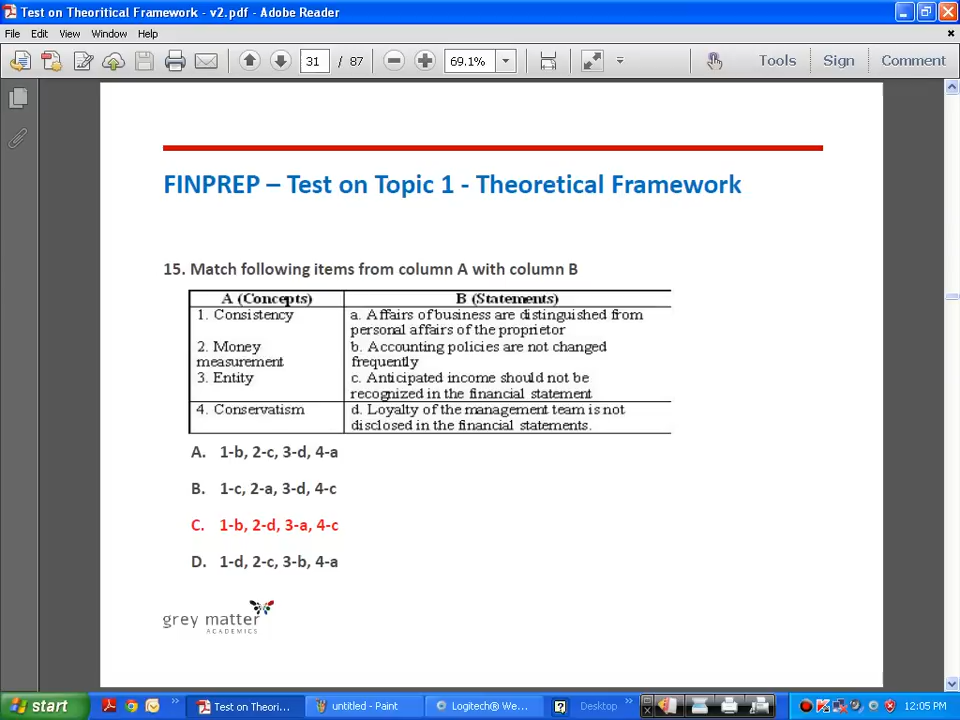 Test on Theoritical Framework - v2.pdf - Adobe Reader
File Edit View Window Help
31 / 87 69.1% Tools Sign Comment
FINPREP – Test on Topic 1 - Theoretical Framework
15. Match following items from column A with column B
A (Concepts) B (Statements)
1. Consistency a. Affairs of business are distinguished from
personal affairs of the proprietor
2. Money b. Accounting policies are not changed
measurement frequently
3. Entity c. Anticipated income should not be
recognized in the financial statement
4. Conservatism d. Loyalty of the management team is not
disclosed in the financial statements.
A. 1-b, 2-c, 3-d, 4-a
B. 1-c, 2-a, 3-d, 4-c
C. 1-b, 2-d, 3-a, 4-c
D. 1-d, 2-c, 3-b, 4-a
grey matter
ACADEMICS
start Test on Theori... untitled - Paint Logitech® We... Desktop 12:05 PM